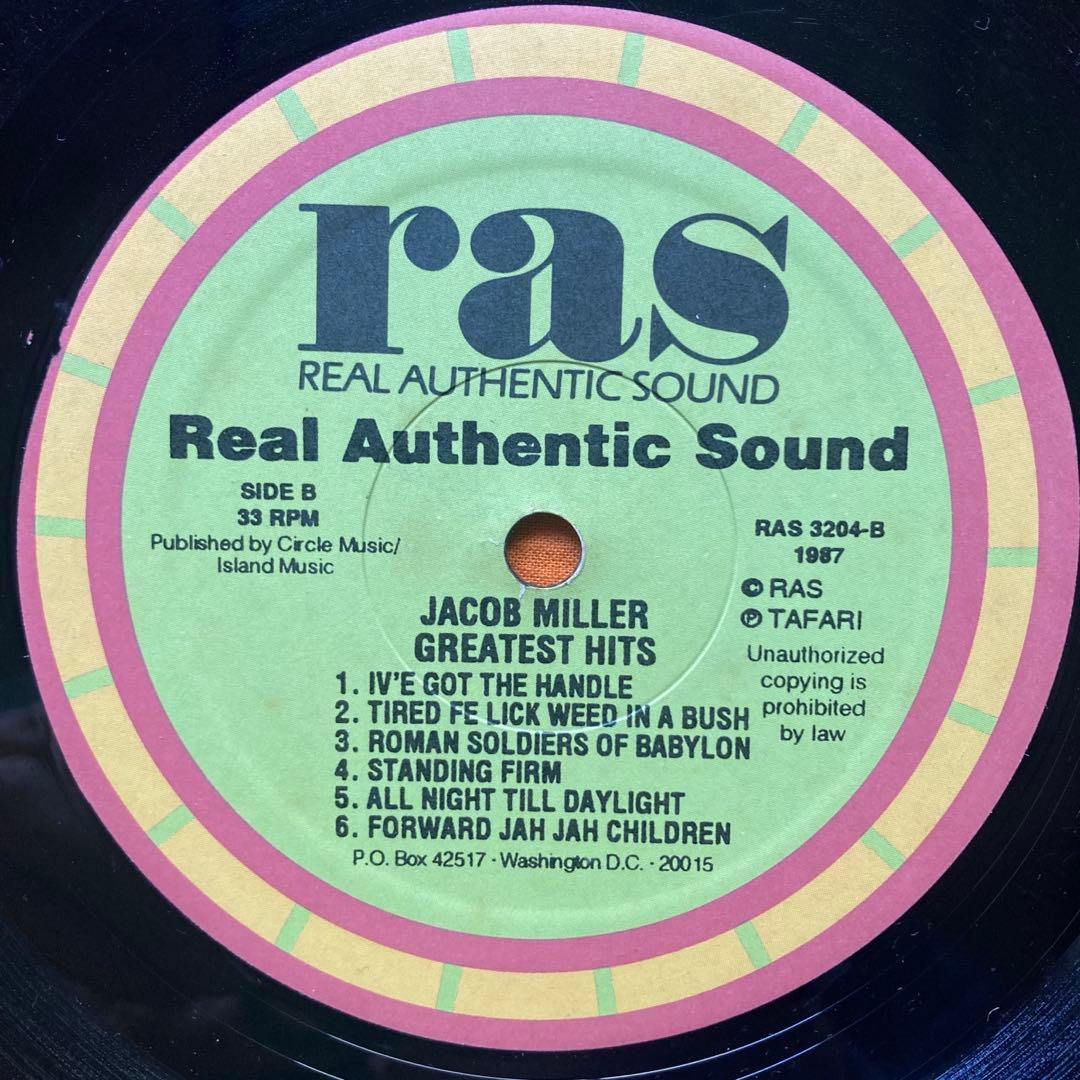 ras
REAL AUTHENTIC SOUND
Real Authentic Sound
SIDE B
33 RPM
Published by Circle Music/
Island Music
RAS 3204-B
1987
© RAS
℗ TAFARI
Unauthorized
copying is
prohibited
by law
JACOB MILLER
GREATEST HITS
1. IV'E GOT THE HANDLE
2. TIRED FE LICK WEED IN A BUSH
3. ROMAN SOLDIERS OF BABYLON
4. STANDING FIRM
5. ALL NIGHT TILL DAYLIGHT
6. FORWARD JAH JAH CHILDREN
P.O. Box 42517 · Washington D.C. · 20015